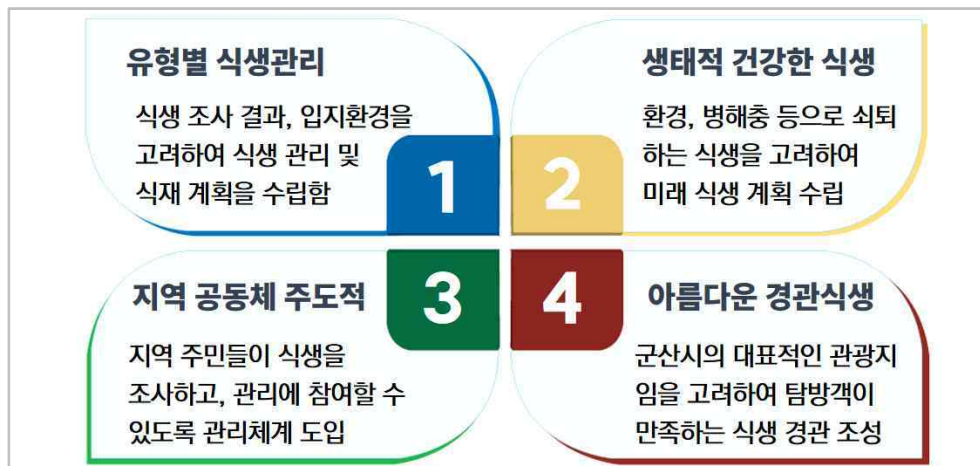 유형별 식생관리
식생 조사 결과, 입지환경을
고려하여 식생 관리 및
식재 계획을 수립함
1
생태적 건강한 식생
환경, 병해충 등으로 쇠퇴
하는 식생을 고려하여
미래 식생 계획 수립
2
지역 공동체 주도적
지역 주민들이 식생을
조사하고, 관리에 참여할 수
있도록 관리체계 도입
3
아름다운 경관식생
군산시의 대표적인 관광지
임을 고려하여 탐방객이
만족하는 식생 경관 조성
4